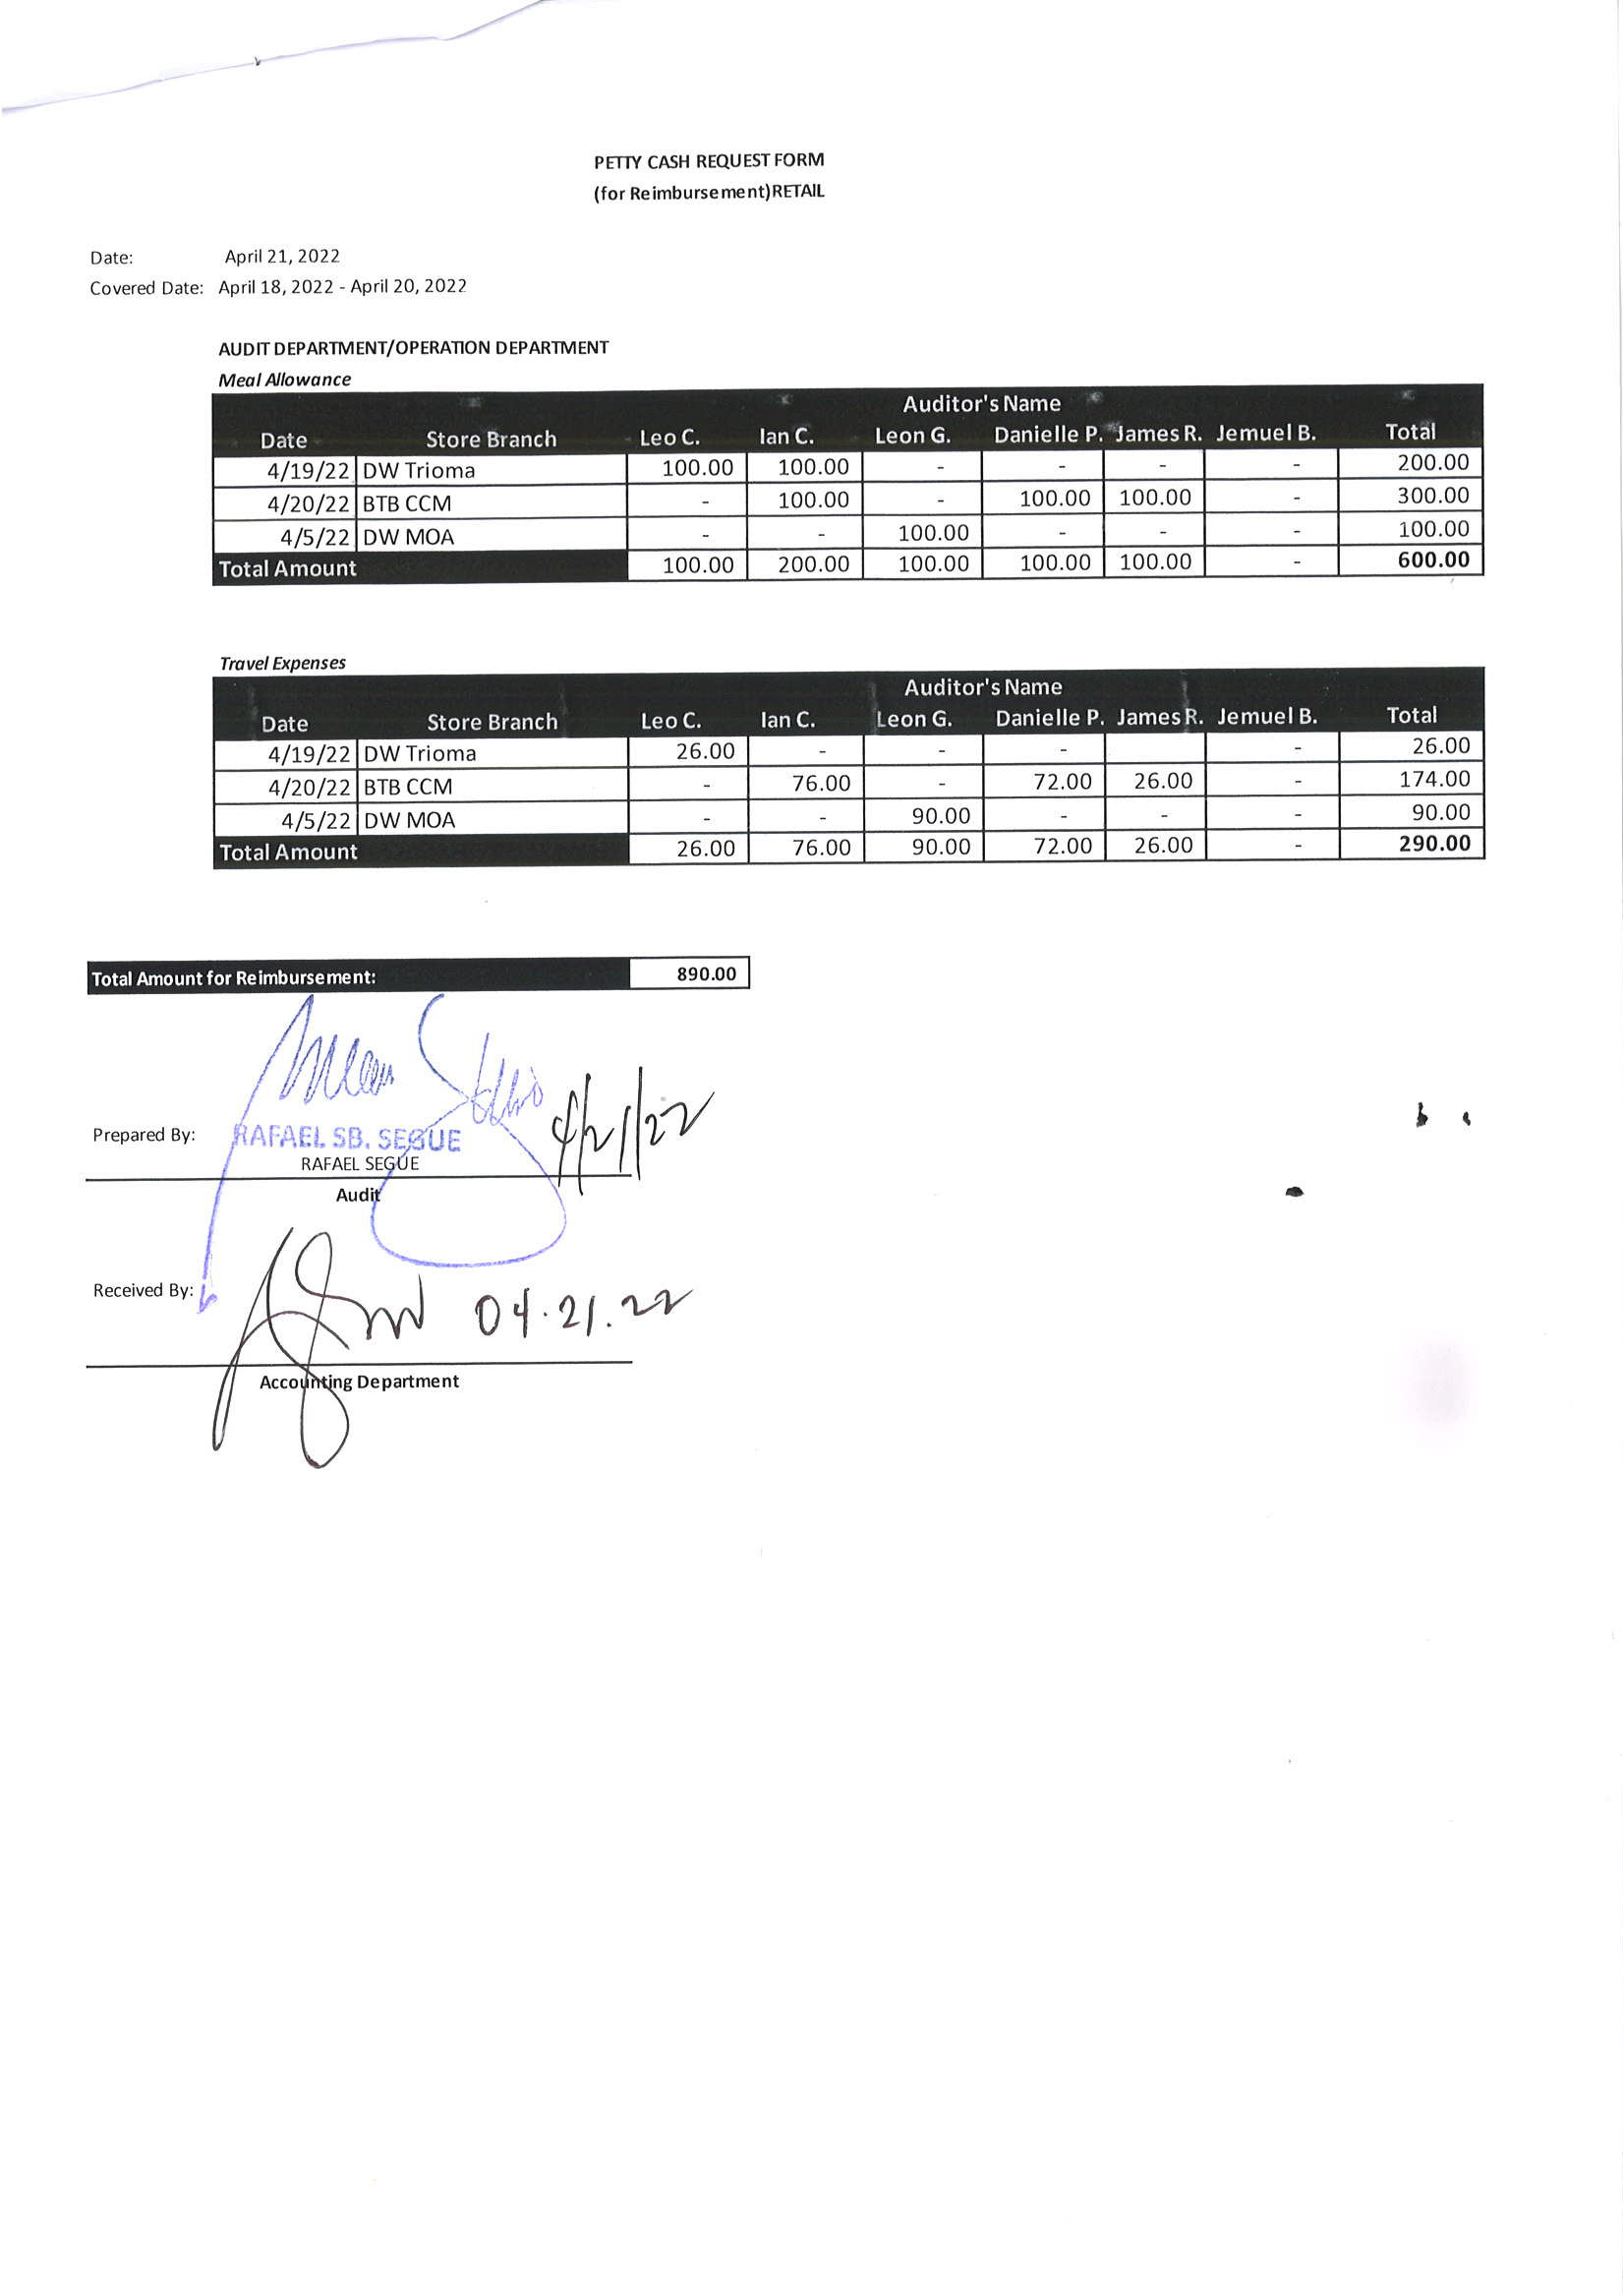 PETTY CASH REQUEST FORM
(for Reimbursement)RETAIL
Date: April 21, 2022
Covered Date: April 18, 2022 - April 20, 2022
AUDIT DEPARTMENT/OPERATION DEPARTMENT
Meal Allowance
Auditor's Name
Date Store Branch Leo C. Ian C. Leon G. Danielle P. James R. Jemuel B. Total
4/19/22 DW Trioma 100.00 100.00 - - - - 200.00
4/20/22 BTB CCM - 100.00 - 100.00 100.00 - 300.00
4/5/22 DW MOA - - 100.00 - - - 100.00
Total Amount 100.00 200.00 100.00 100.00 100.00 - 600.00
Travel Expenses
Auditor's Name
Date Store Branch Leo C. Ian C. Leon G. Danielle P. James R. Jemuel B. Total
4/19/22 DW Trioma 26.00 - - - - 26.00
4/20/22 BTB CCM - 76.00 - 72.00 26.00 - 174.00
4/5/22 DW MOA - - 90.00 - - - 90.00
Total Amount 26.00 76.00 90.00 72.00 26.00 - 290.00
Total Amount for Reimbursement: 890.00
Prepared By: RAFAEL SB. SEGUE 4/21/22
RAFAEL SEGUE
Audit
Received By: 04.21.22
Accounting Department